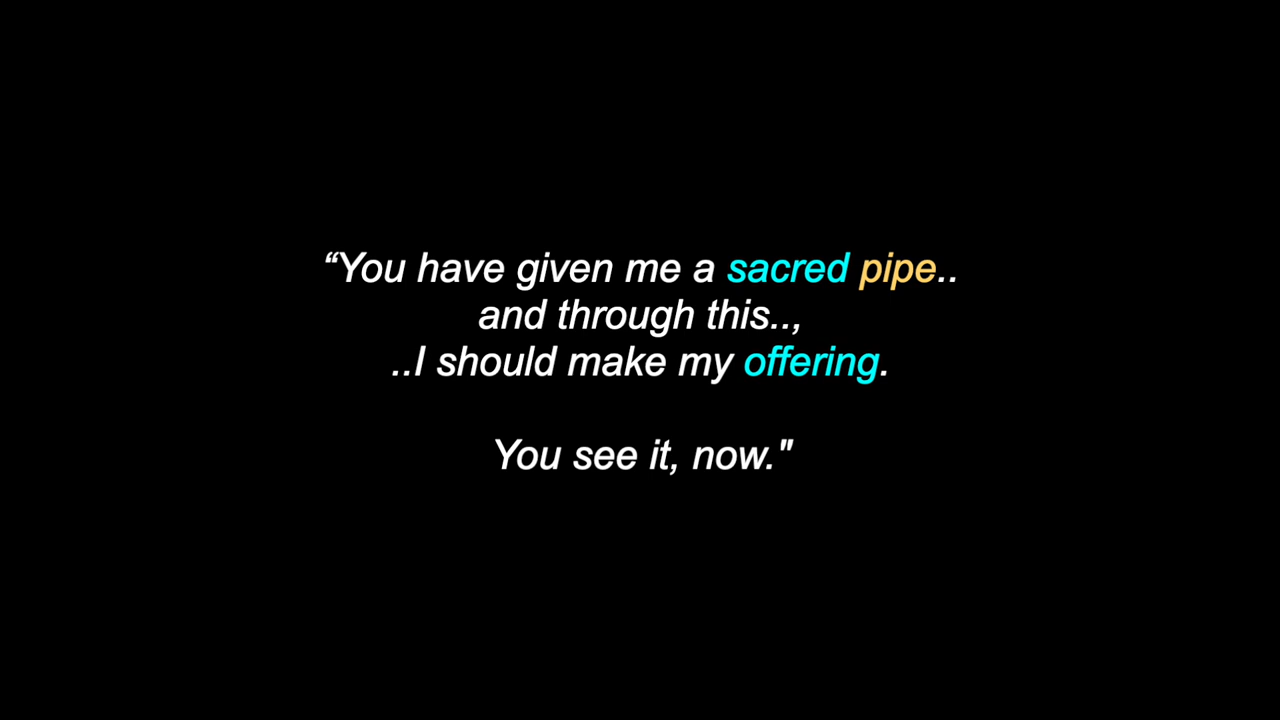 “You have given me a sacred pipe..
and through this..,
..I should make my offering.
You see it, now."